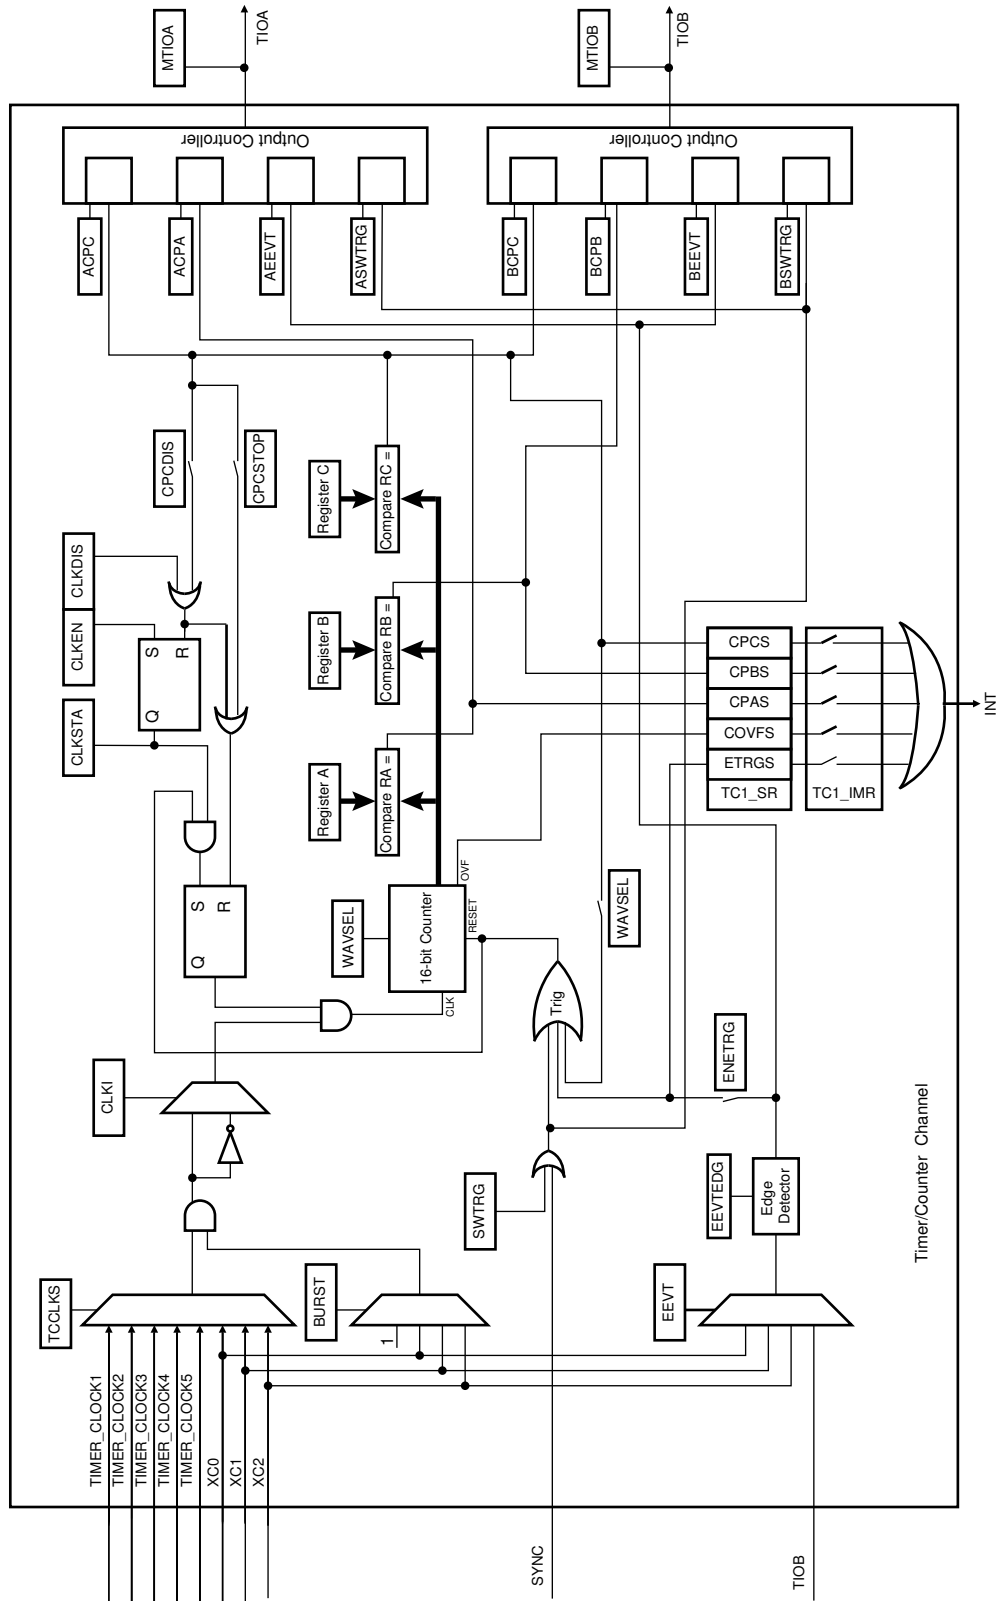 MTIOA
TIOA
MTIOB
TIOB
Output Controller
Output Controller
ACPC
ACPA
AEEVT
ASWTRG
BCPC
BCPB
BEEVT
BSWTRG
CPCDIS
CPCSTOP
Register C
Compare RC =
CLKDIS
CLKEN
S
R
Q
Register B
Compare RB =
CLKSTA
Register A
Compare RA =
CPCS
CPBS
CPAS
COVFS
ETRGS
TC1_SR
TC1_IMR
INT
S
R
Q
WAVSEL
16-bit Counter
OVF
RESET
CLK
WAVSEL
Trig
ENETRG
CLKI
SWTRG
EEVTEDG
Edge
Detector
Timer/Counter Channel
TCCLKS
BURST
1
EEVT
TIMER_CLOCK1
TIMER_CLOCK2
TIMER_CLOCK3
TIMER_CLOCK4
TIMER_CLOCK5
XC0
XC1
XC2
SYNC
TIOB